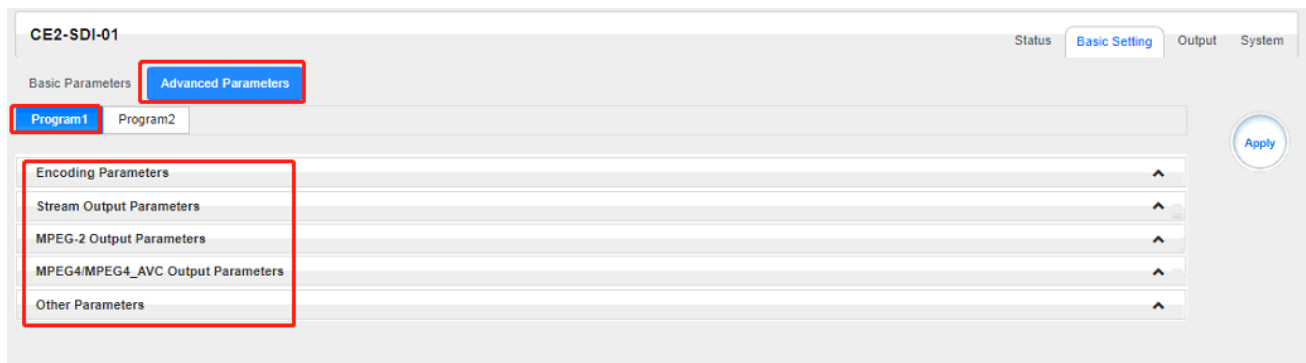 CE2-SDI-01
Status Basic Setting Output System
Basic Parameters Advanced Parameters
Program1 Program2
Apply
Encoding Parameters
Stream Output Parameters
MPEG-2 Output Parameters
MPEG4/MPEG4_AVC Output Parameters
Other Parameters